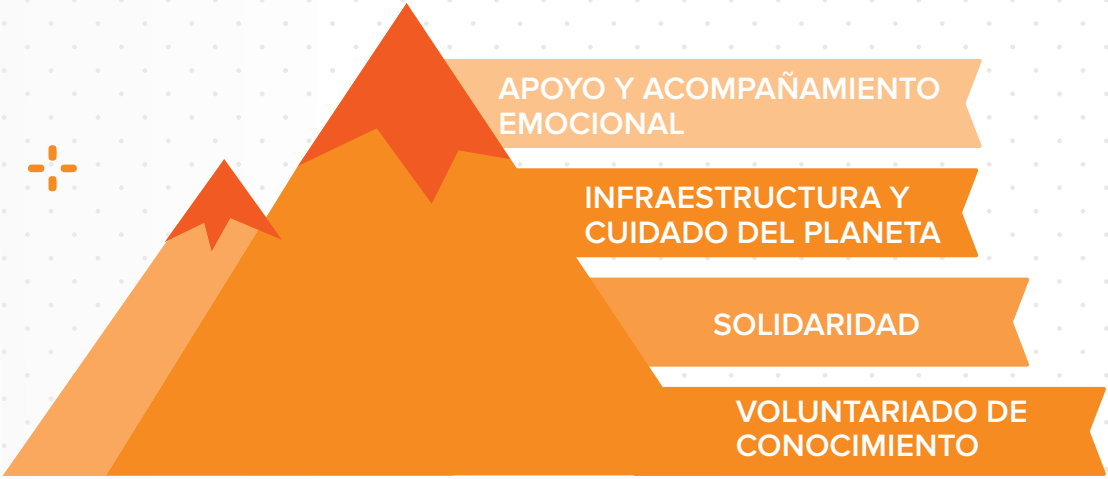 APOYO Y ACOMPAÑAMIENTO
EMOCIONAL
INFRAESTRUCTURA Y
CUIDADO DEL PLANETA
SOLIDARIDAD
VOLUNTARIADO DE
CONOCIMIENTO